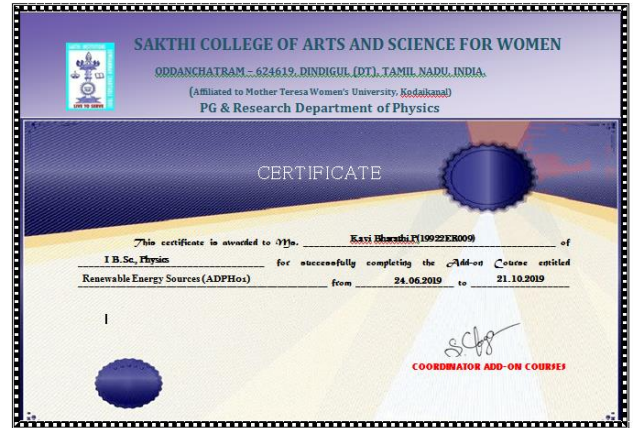 SAKTHI COLLEGE OF ARTS AND SCIENCE FOR WOMEN
ODDANCHATRAM – 624619, DINDIGUL (DT), TAMIL NADU, INDIA.
(Affiliated to Mother Teresa Women's University, Kodaikanal)
PG & Research Department of Physics
LIVE TO SERVE
CERTIFICATE
This certificate is awarded to Ms. Kavi Bharathi.P(19922ER009) of
I B.Sc., Physics for successfully completing the Add-on Course entitled
Renewable Energy Sources (ADPH01) from 24.06.2019 to 21.10.2019
COORDINATOR ADD-ON COURSES